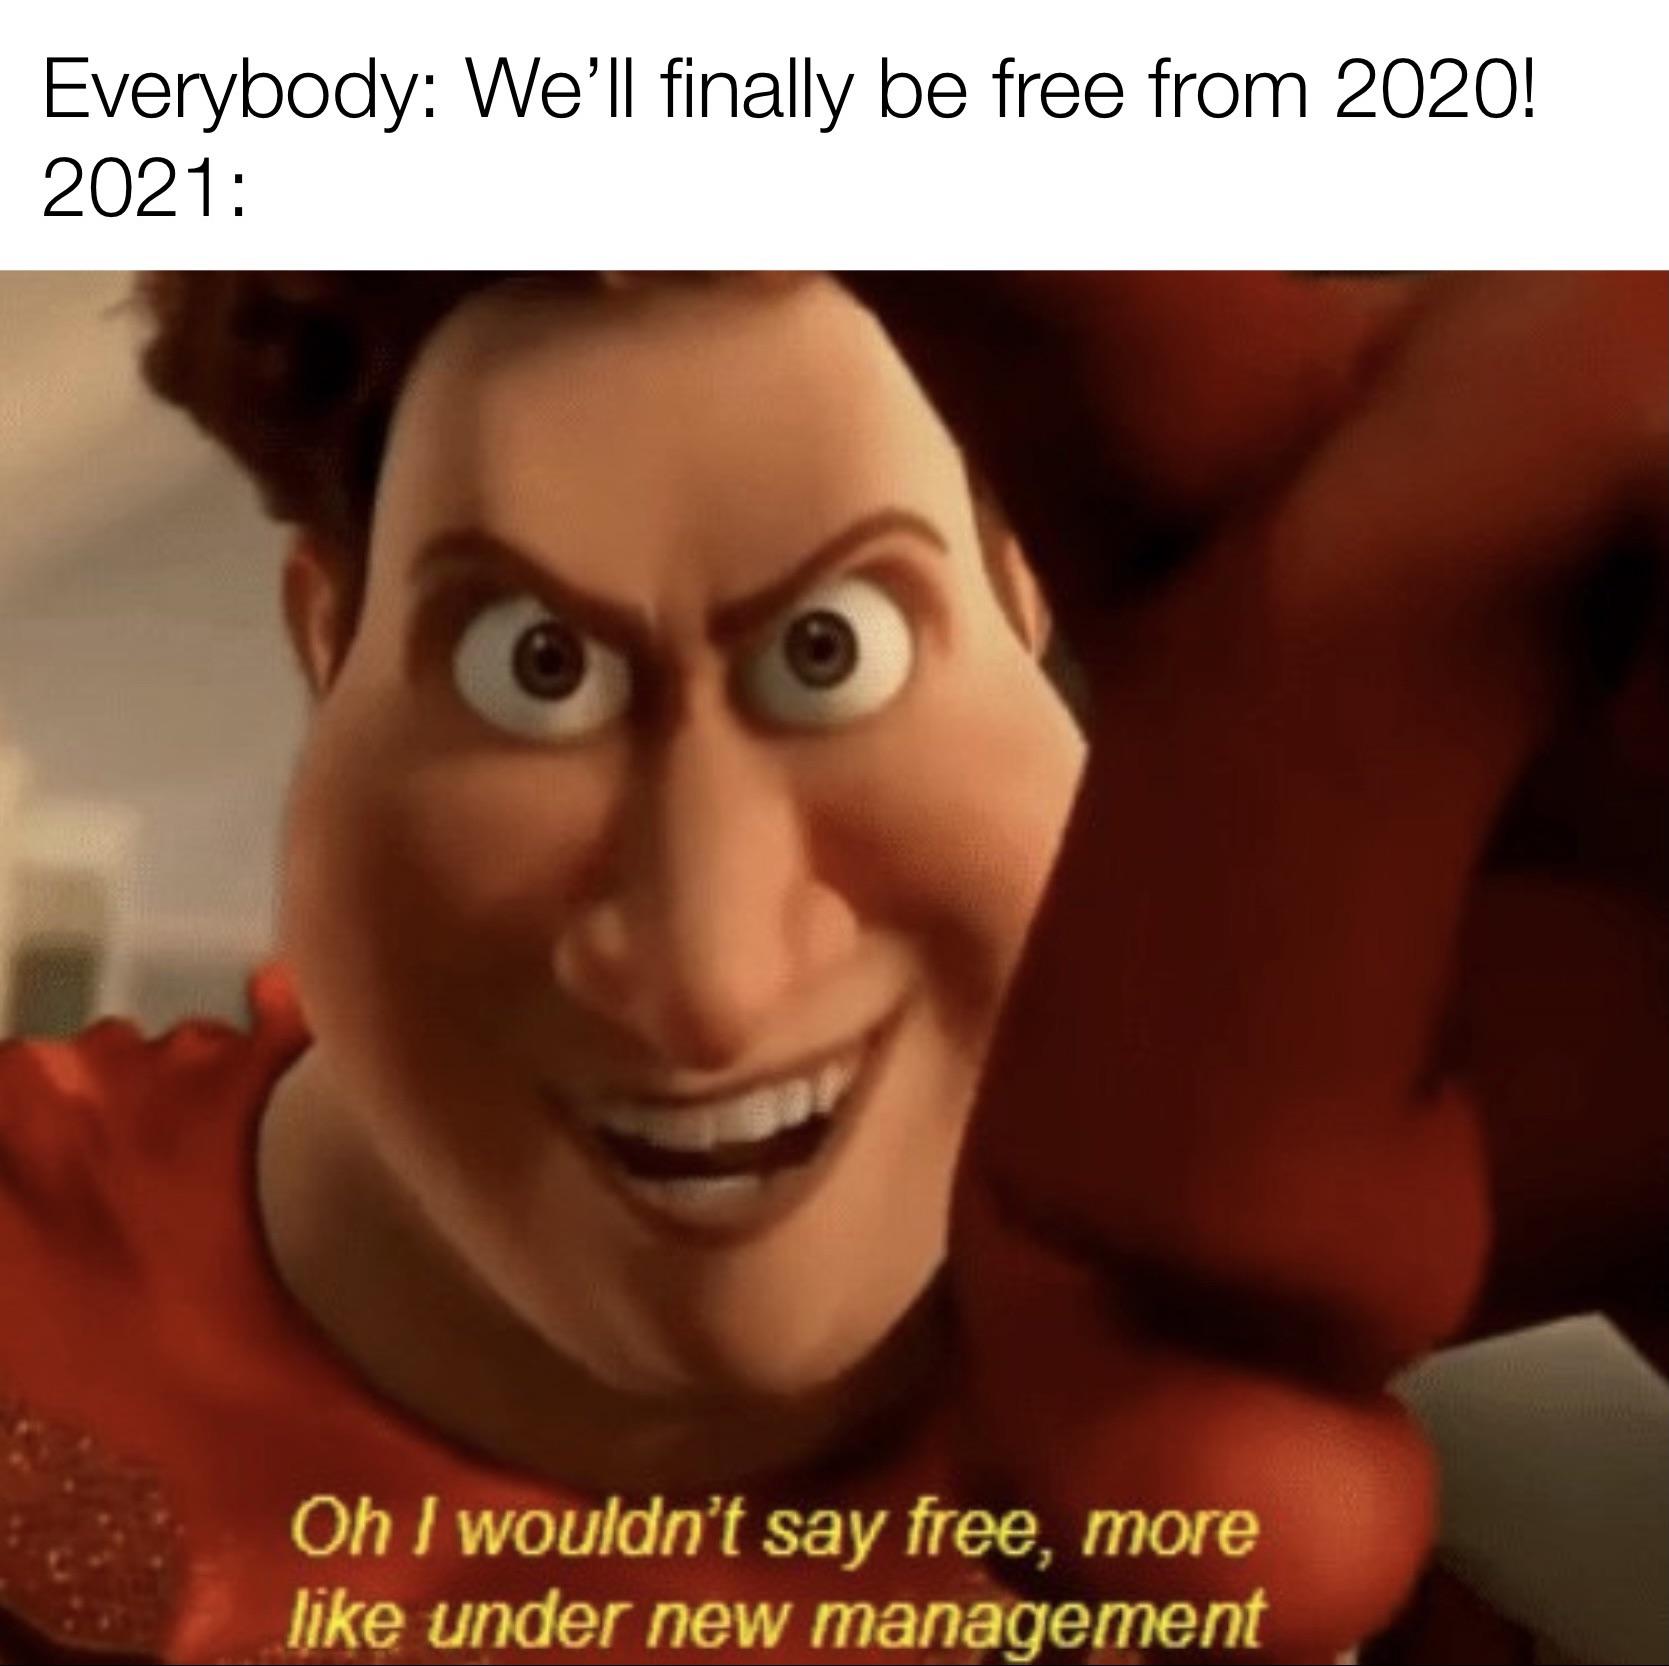 Everybody: We’ll finally be free from 2020!
2021:
Oh I wouldn’t say free, more
like under new management